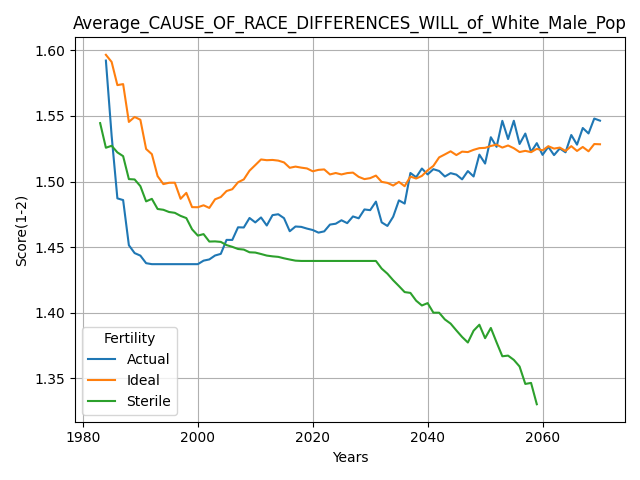 Average_CAUSE_OF_RACE_DIFFERENCES_WILL_of_White_Male_Pop
1.60
1.55
1.50
1.45
1.40
1.35
Score(1-2)
Fertility
Actual
Ideal
Sterile
1980
2000
2020
2040
2060
Years